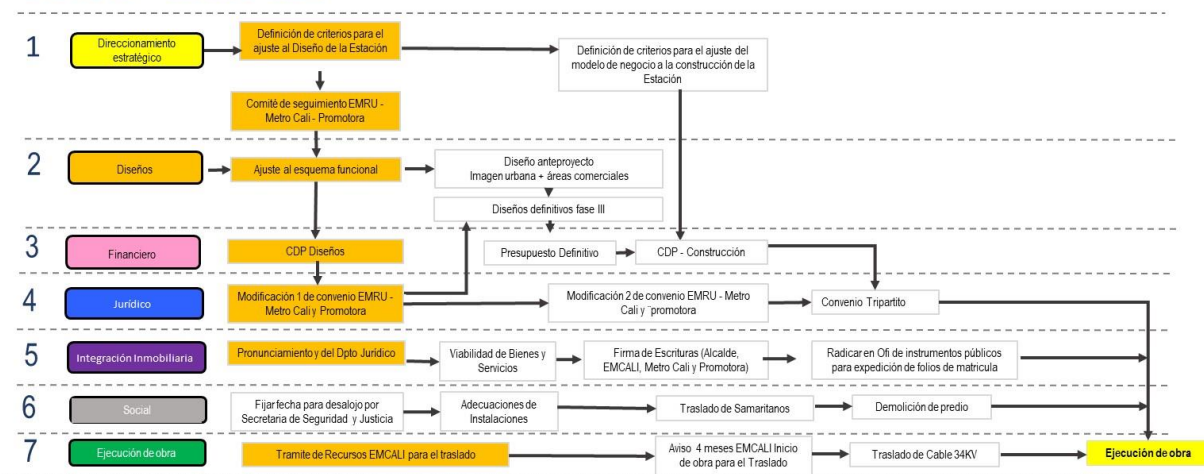 1
Direccionamiento
estratégico
Definición de criterios para el
ajuste al Diseño de la Estación
Definición de criterios para el ajuste del
modelo de negocio a la construcción de la
Estación
Comité de seguimiento EMRU -
Metro Cali - Promotora
2
Diseños
Ajuste al esquema funcional
Diseño anteproyecto
Imagen urbana + áreas comerciales
Diseños definitivos fase III
3
Financiero
CDP Diseños
Presupuesto Definitivo
CDP - Construcción
4
Jurídico
Modificación 1 de convenio EMRU -
Metro Cali y Promotora
Modificación 2 de convenio EMRU - Metro
Cali y ¨promotora
Convenio Tripartito
5
Integración Inmobiliaria
Pronunciamiento y del Dpto Jurídico
Viabilidad de Bienes y
Servicios
Firma de Escrituras (Alcalde,
EMCALI, Metro Cali y Promotora)
Radicar en Ofi de instrumentos públicos
para expedición de folios de matricula
6
Social
Fijar fecha para desalojo por
Secretaria de Seguridad y Justicia
Adecuaciones de
Instalaciones
Traslado de Samaritanos
Demolición de predio
7
Ejecución de obra
Tramite de Recursos EMCALI para el traslado
Aviso 4 meses EMCALI Inicio
de obra para el Traslado
Traslado de Cable 34KV
Ejecución de obra